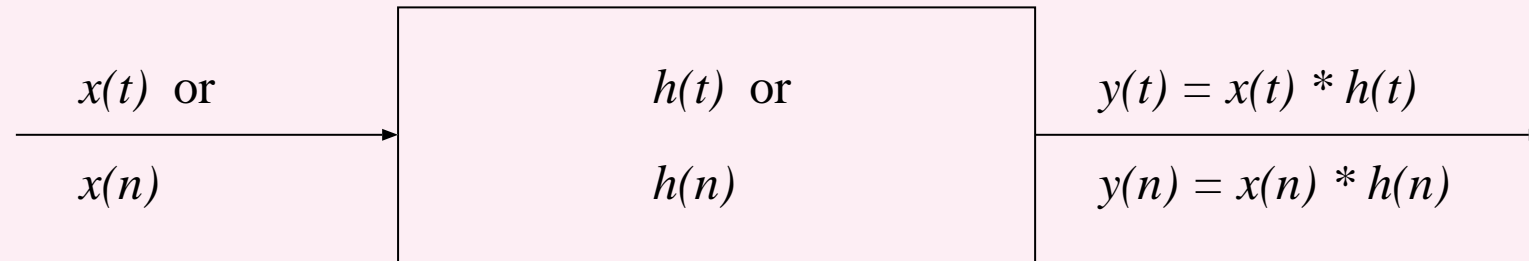 x(t) or
x(n)
h(t) or
h(n)
y(t) = x(t) * h(t)
y(n) = x(n) * h(n)